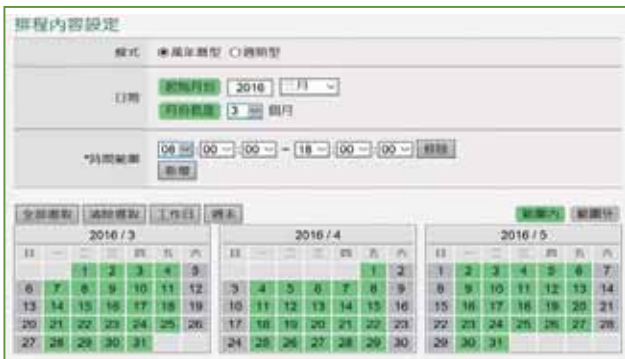 排程內容設定
模式 萬年曆型 週期型
日期 起始月份 2016 三月
月份長度 3 個月
*時間範圍 08 : 00 : 00 ~ 18 : 00 : 00 移除
新增
全部選取 清除選取 工作日 週末 範圍內 範圍外
2016 / 3 2016 / 4 2016 / 5
日 一 二 三 四 五 六 日 一 二 三 四 五 六 日 一 二 三 四 五 六
1 2 3 4 5 1 2 1 2 3 4 5 6 7
6 7 8 9 10 11 12 3 4 5 6 7 8 9 8 9 10 11 12 13 14
13 14 15 16 17 18 19 10 11 12 13 14 15 16 15 16 17 18 19 20 21
20 21 22 23 24 25 26 17 18 19 20 21 22 23 22 23 24 25 26 27 28
27 28 29 30 31 24 25 26 27 28 29 30 29 30 31